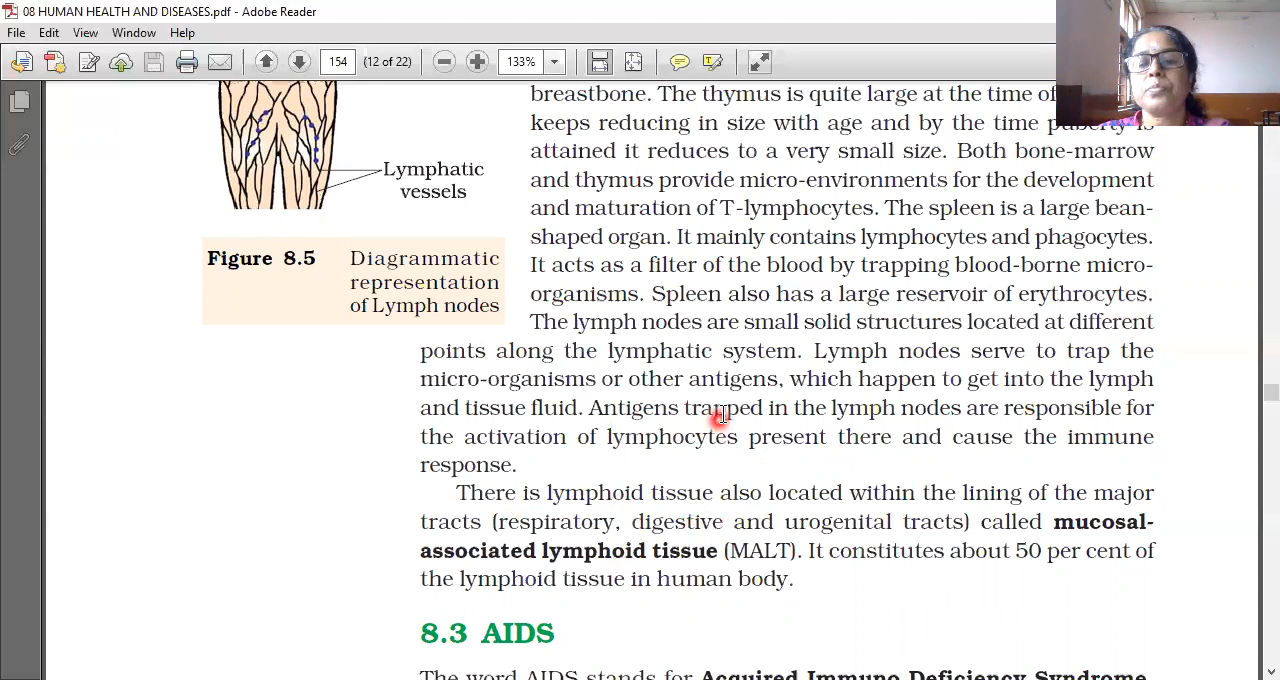 08 HUMAN HEALTH AND DISEASES.pdf - Adobe Reader
File Edit View Window Help
154 (12 of 22) 133%
breastbone. The thymus is quite large at the time of
keeps reducing in size with age and by the time puberty is
attained it reduces to a very small size. Both bone-marrow
and thymus provide micro-environments for the development
and maturation of T-lymphocytes. The spleen is a large bean-
shaped organ. It mainly contains lymphocytes and phagocytes.
It acts as a filter of the blood by trapping blood-borne micro-
organisms. Spleen also has a large reservoir of erythrocytes.
Lymphatic
vessels
Figure 8.5 Diagrammatic
representation
of Lymph nodes
The lymph nodes are small solid structures located at different
points along the lymphatic system. Lymph nodes serve to trap the
micro-organisms or other antigens, which happen to get into the lymph
and tissue fluid. Antigens trapped in the lymph nodes are responsible for
the activation of lymphocytes present there and cause the immune
response.
There is lymphoid tissue also located within the lining of the major
tracts (respiratory, digestive and urogenital tracts) called mucosal-
associated lymphoid tissue (MALT). It constitutes about 50 per cent of
the lymphoid tissue in human body.
8.3 AIDS
The word AIDS stands for Acquired Immuno Deficiency Syndrome.